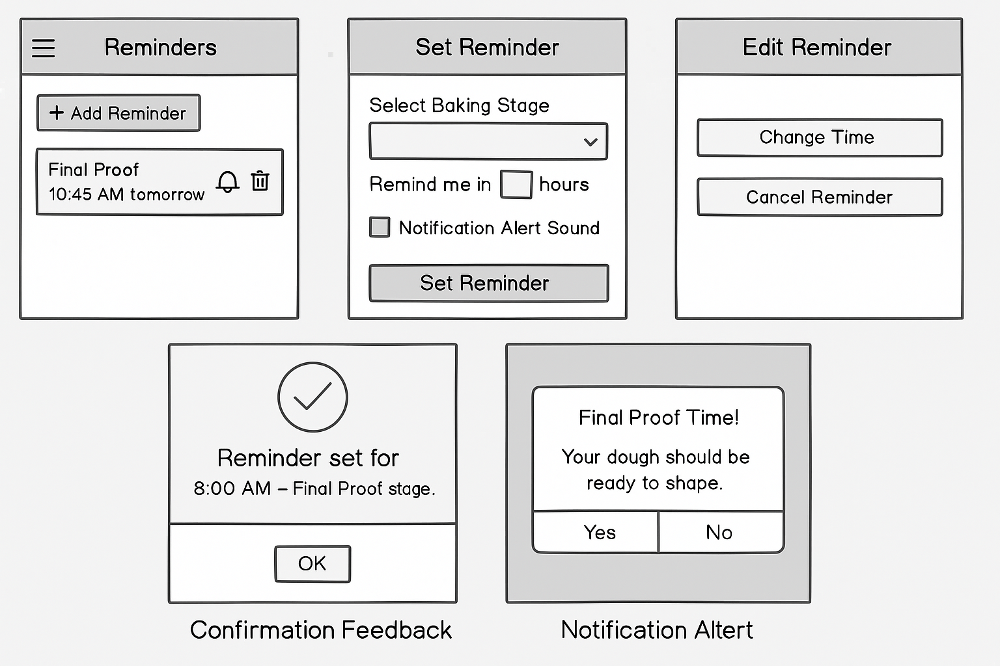 Reminders
+ Add Reminder
Final Proof
10:45 AM tomorrow
Set Reminder
Select Baking Stage
Remind me in hours
Notification Alert Sound
Set Reminder
Edit Reminder
Change Time
Cancel Reminder
Reminder set for
8:00 AM – Final Proof stage.
OK
Confirmation Feedback
Final Proof Time!
Your dough should be
ready to shape.
Yes
No
Notification Altert